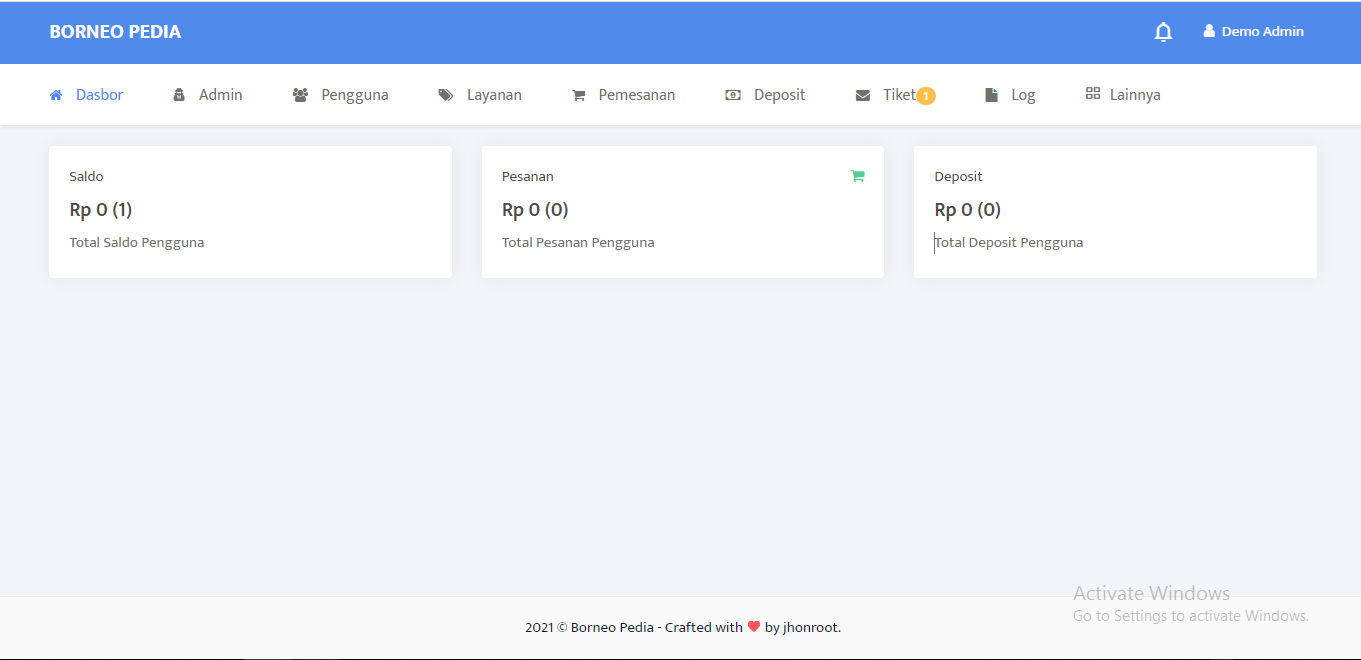 BORNEO PEDIA
Demo Admin
Dasbor Admin Pengguna Layanan Pemesanan Deposit Tiket 1 Log Lainnya
Saldo
Rp 0 (1)
Total Saldo Pengguna
Pesanan
Rp 0 (0)
Total Pesanan Pengguna
Deposit
Rp 0 (0)
Total Deposit Pengguna
Activate Windows
Go to Settings to activate Windows.
2021 © Borneo Pedia - Crafted with ❤ by jhonroot.